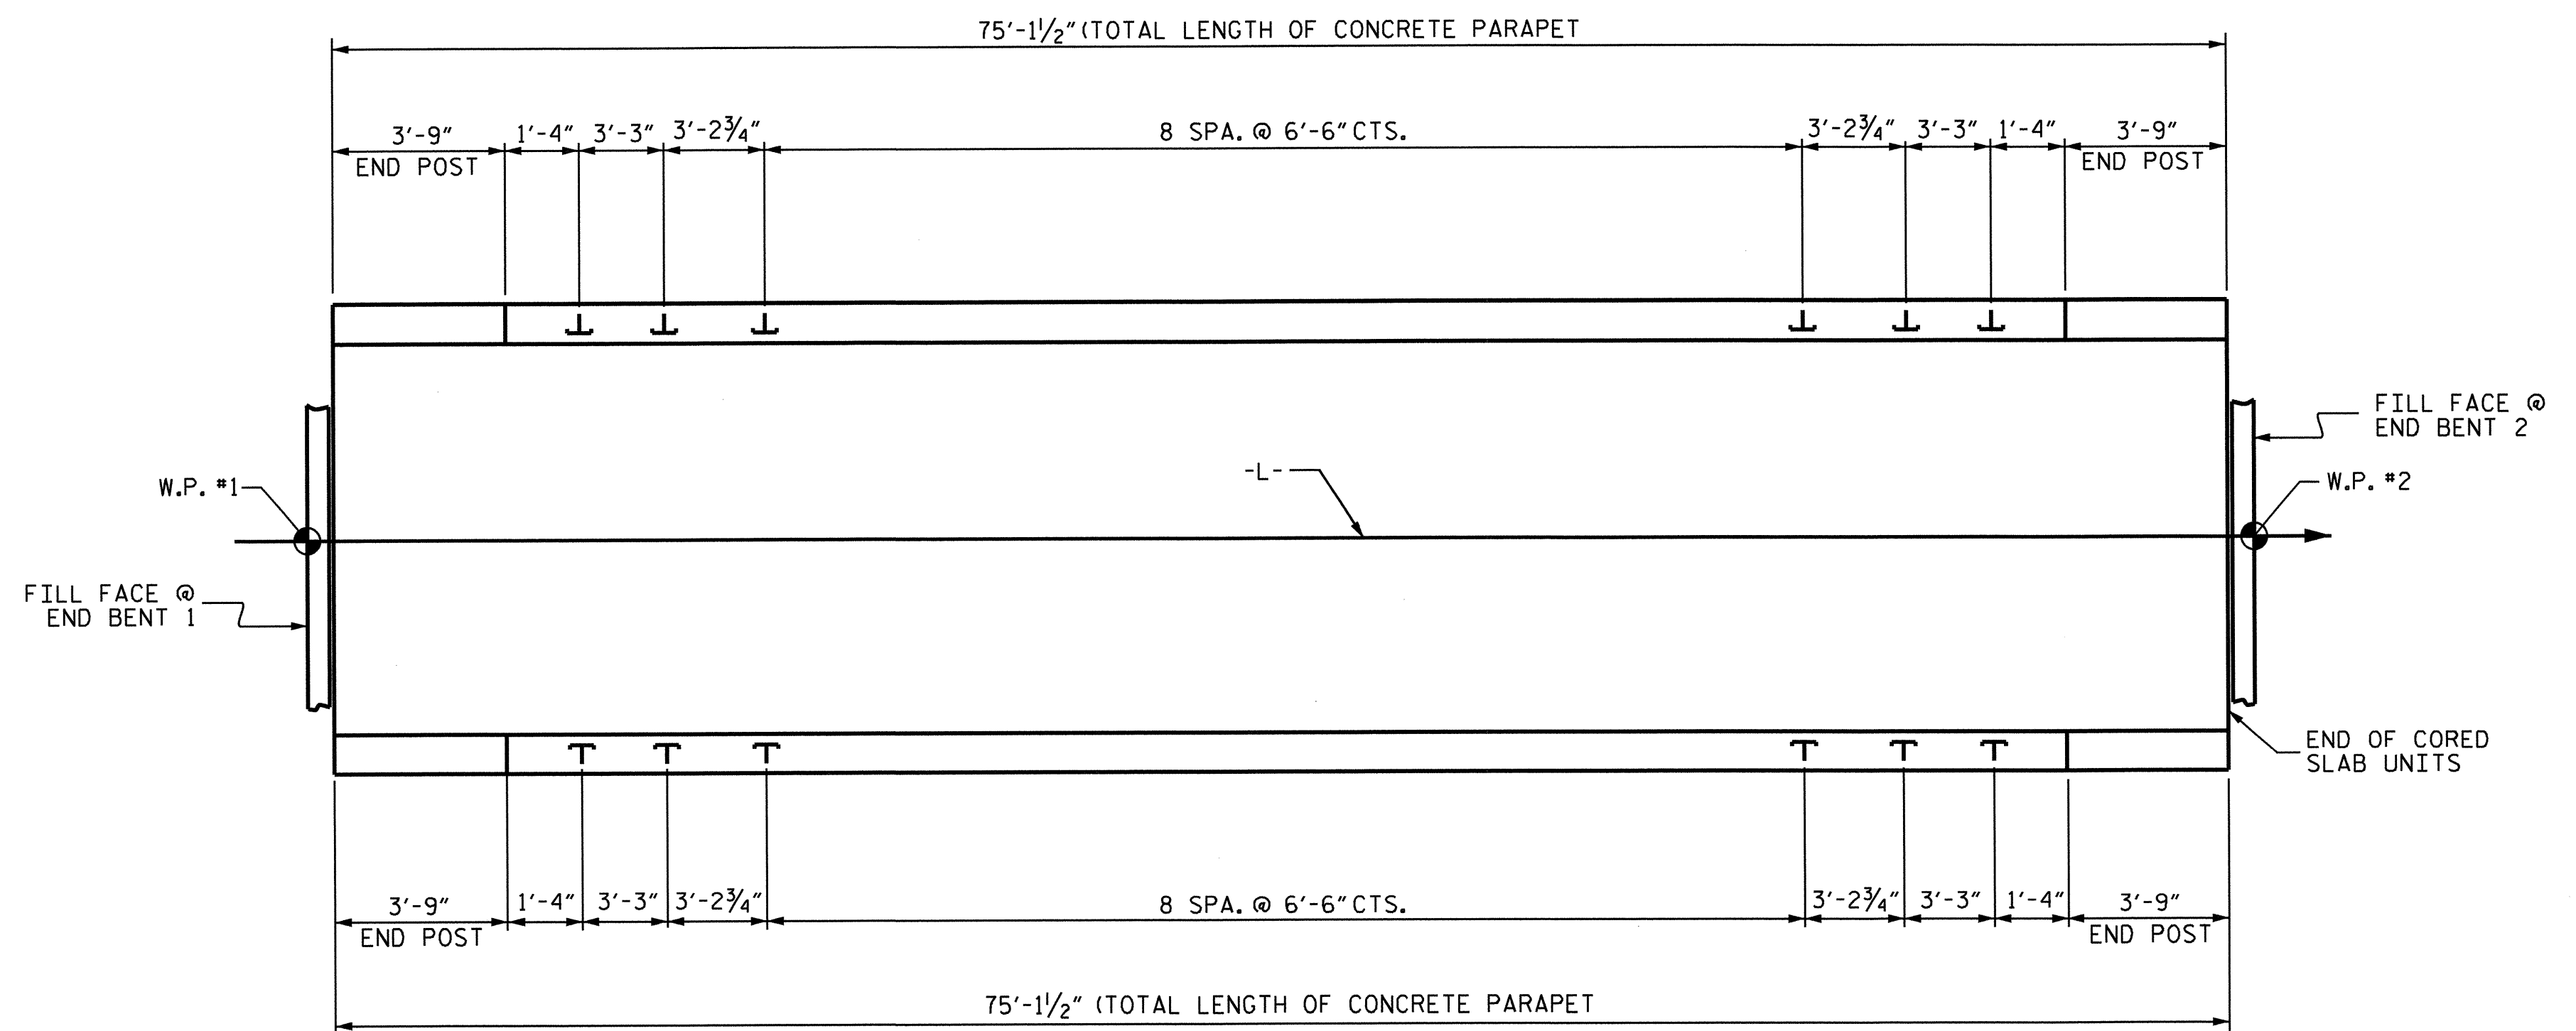 75'-1½" (TOTAL LENGTH OF CONCRETE PARAPET
3'-9" 1'-4" 3'-3" 3'-2¾" 8 SPA. @ 6'-6" CTS. 3'-2¾" 3'-3" 1'-4" 3'-9"
END POST END POST
FILL FACE @
END BENT 2
-L-
W.P. #1
W.P. #2
FILL FACE @
END BENT 1
END OF CORED
SLAB UNITS
3'-9" 1'-4" 3'-3" 3'-2¾" 8 SPA. @ 6'-6" CTS. 3'-2¾" 3'-3" 1'-4" 3'-9"
END POST END POST
75'-1½" (TOTAL LENGTH OF CONCRETE PARAPET